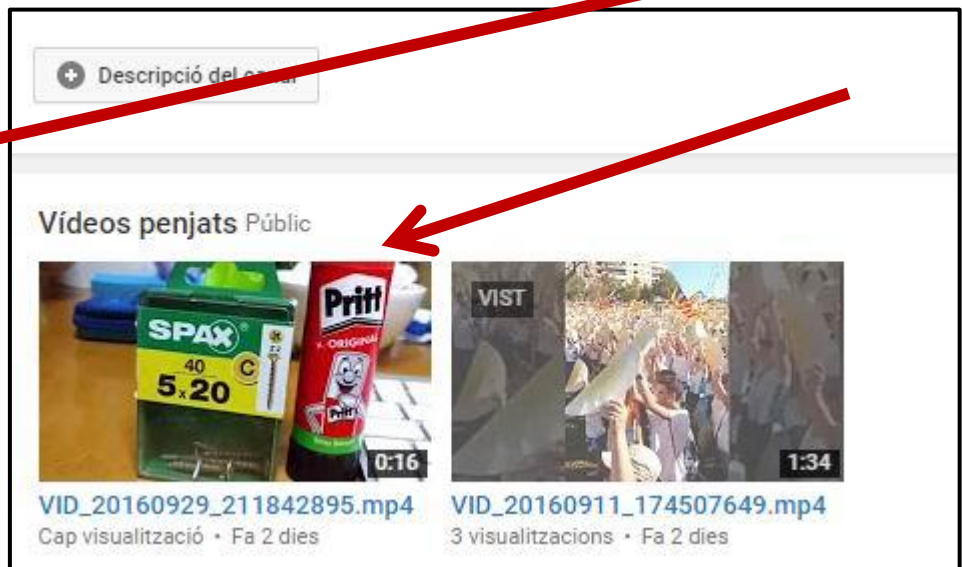 Descripció del
Vídeos penjats Públic
SPAX
40
5x20
C
Pritt
ORIGINAL
Pritt
0:16
VIST
1:34
VID_20160929_211842895.mp4
Cap visualització • Fa 2 dies
VID_20160911_174507649.mp4
3 visualitzacions • Fa 2 dies